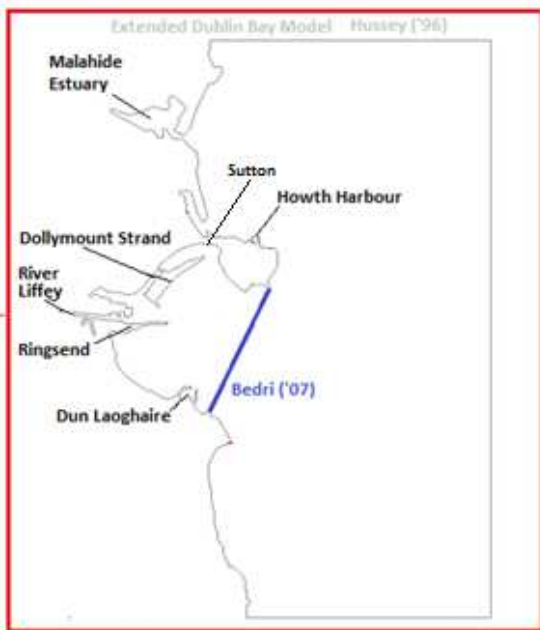 Extended Dublin Bay Model Hussey ('96)
Malahide
Estuary
Sutton
Howth Harbour
Dollymount Strand
River
Liffey
Ringsend
Bedri ('07)
Dun Laoghaire